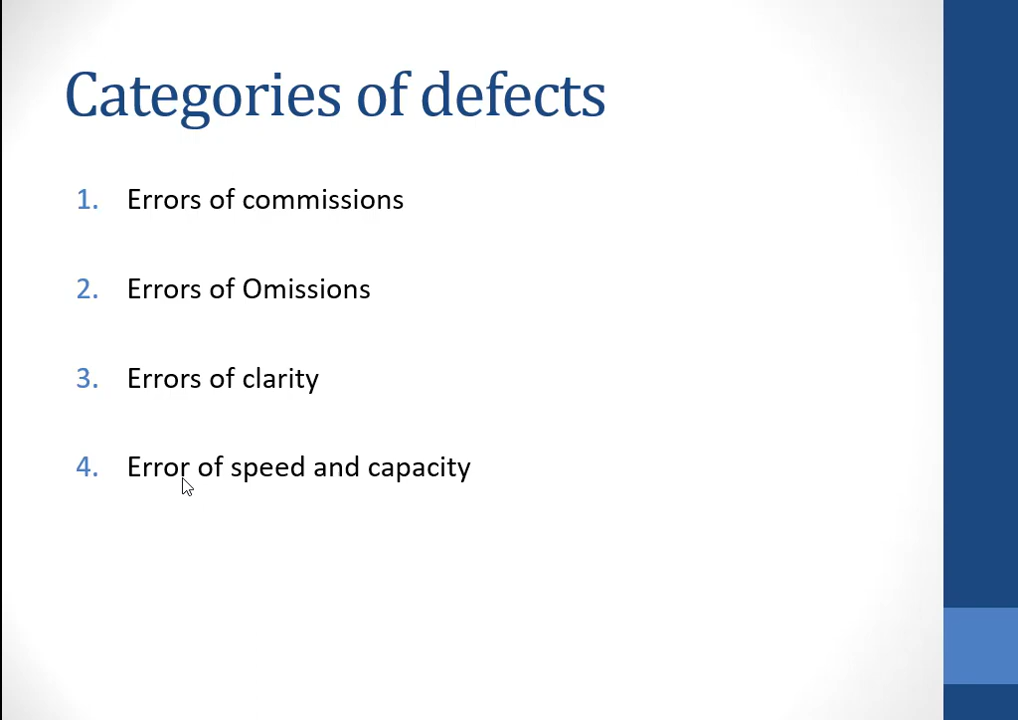 Categories of defects
1. Errors of commissions
2. Errors of Omissions
3. Errors of clarity
4. Error of speed and capacity